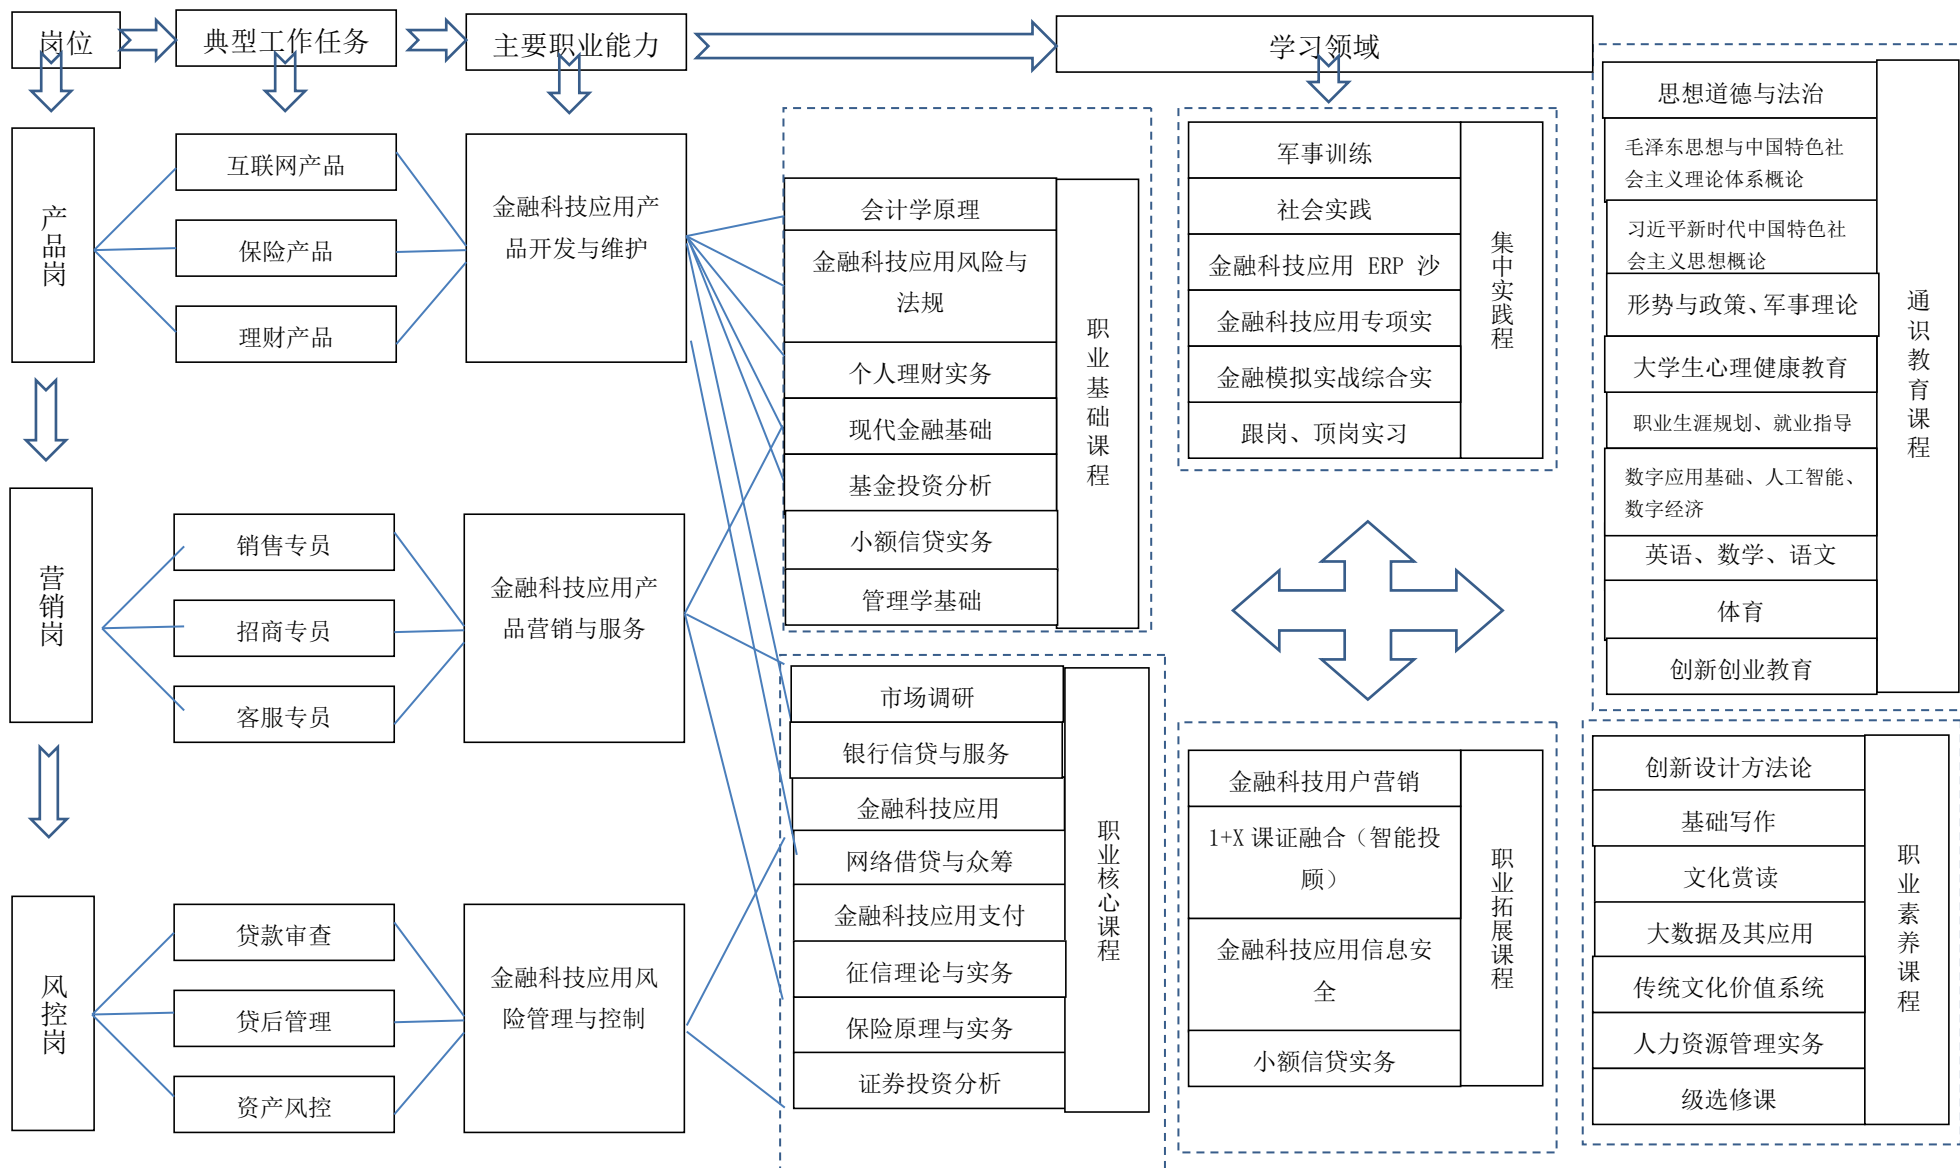 岗位
典型工作任务
主要职业能力
学习领域
产品岗
互联网产品
保险产品
理财产品
金融科技应用产
品开发与维护
营销岗
销售专员
招商专员
客服专员
金融科技应用产
品营销与服务
风控岗
贷款审查
贷后管理
资产风控
金融科技应用风
险管理与控制
会计学原理
金融科技应用风险与
法规
个人理财实务
现代金融基础
基金投资分析
小额信贷实务
管理学基础
职业基础课程
市场调研
银行信贷与服务
金融科技应用
网络借贷与众筹
金融科技应用支付
征信理论与实务
保险原理与实务
证券投资分析
职业核心课程
军事训练
社会实践
金融科技应用 ERP 沙
金融科技应用专项实
金融模拟实战综合实
跟岗、顶岗实习
集中实践程
金融科技用户营销
1+X 课证融合（智能投
顾）
金融科技应用信息安
全
小额信贷实务
职业拓展课程
思想道德与法治
毛泽东思想与中国特色社
会主义理论体系概论
习近平新时代中国特色社
会主义思想概论
形势与政策、军事理论
大学生心理健康教育
职业生涯规划、就业指导
数字应用基础、人工智能、
数字经济
英语、数学、语文
体育
创新创业教育
通识教育课程
创新设计方法论
基础写作
文化赏读
大数据及其应用
传统文化价值系统
人力资源管理实务
级选修课
职业素养课程